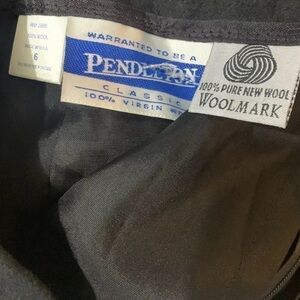 100% WOOL
6
WARRANTED TO BE A
PENDLETON
CLASSIC
100% VIRGIN
100% PURE NEW WOOL
WOOLMARK